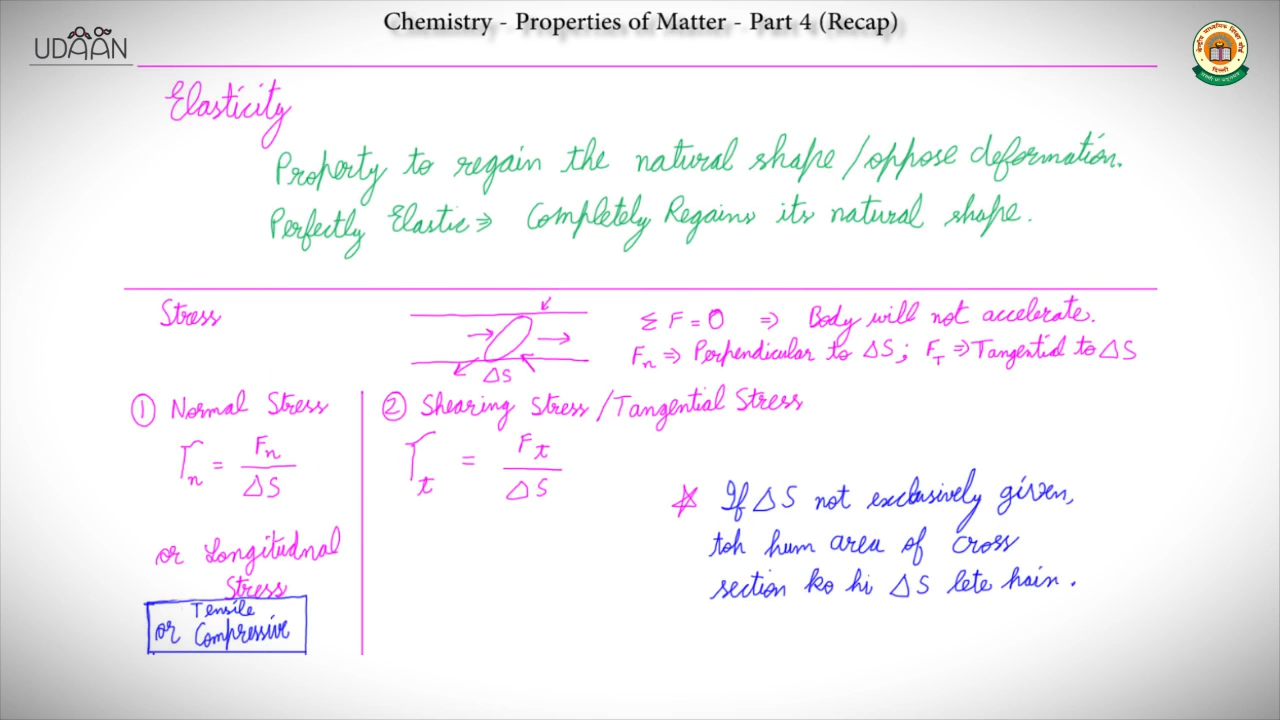 Chemistry - Properties of Matter - Part 4 (Recap)
UDAAN
Elasticity
Property to regain the natural shape/oppose deformation.
Perfectly Elastic ⇒ Completely Regains its natural shape.
Stress
Σ F = 0 ⇒ Body will not accelerate.
Fn ⇒ Perpendicular to ΔS; FT ⇒ Tangential to ΔS
ΔS
① Normal Stress
Γn = Fn / ΔS
or Longitudnal
Stress
Tensile
or Compressive
② Shearing Stress/Tangential Stress
Γt = Ft / ΔS
☆ If ΔS not exclusively given,
toh hum area of cross
section ko hi ΔS lete hain.